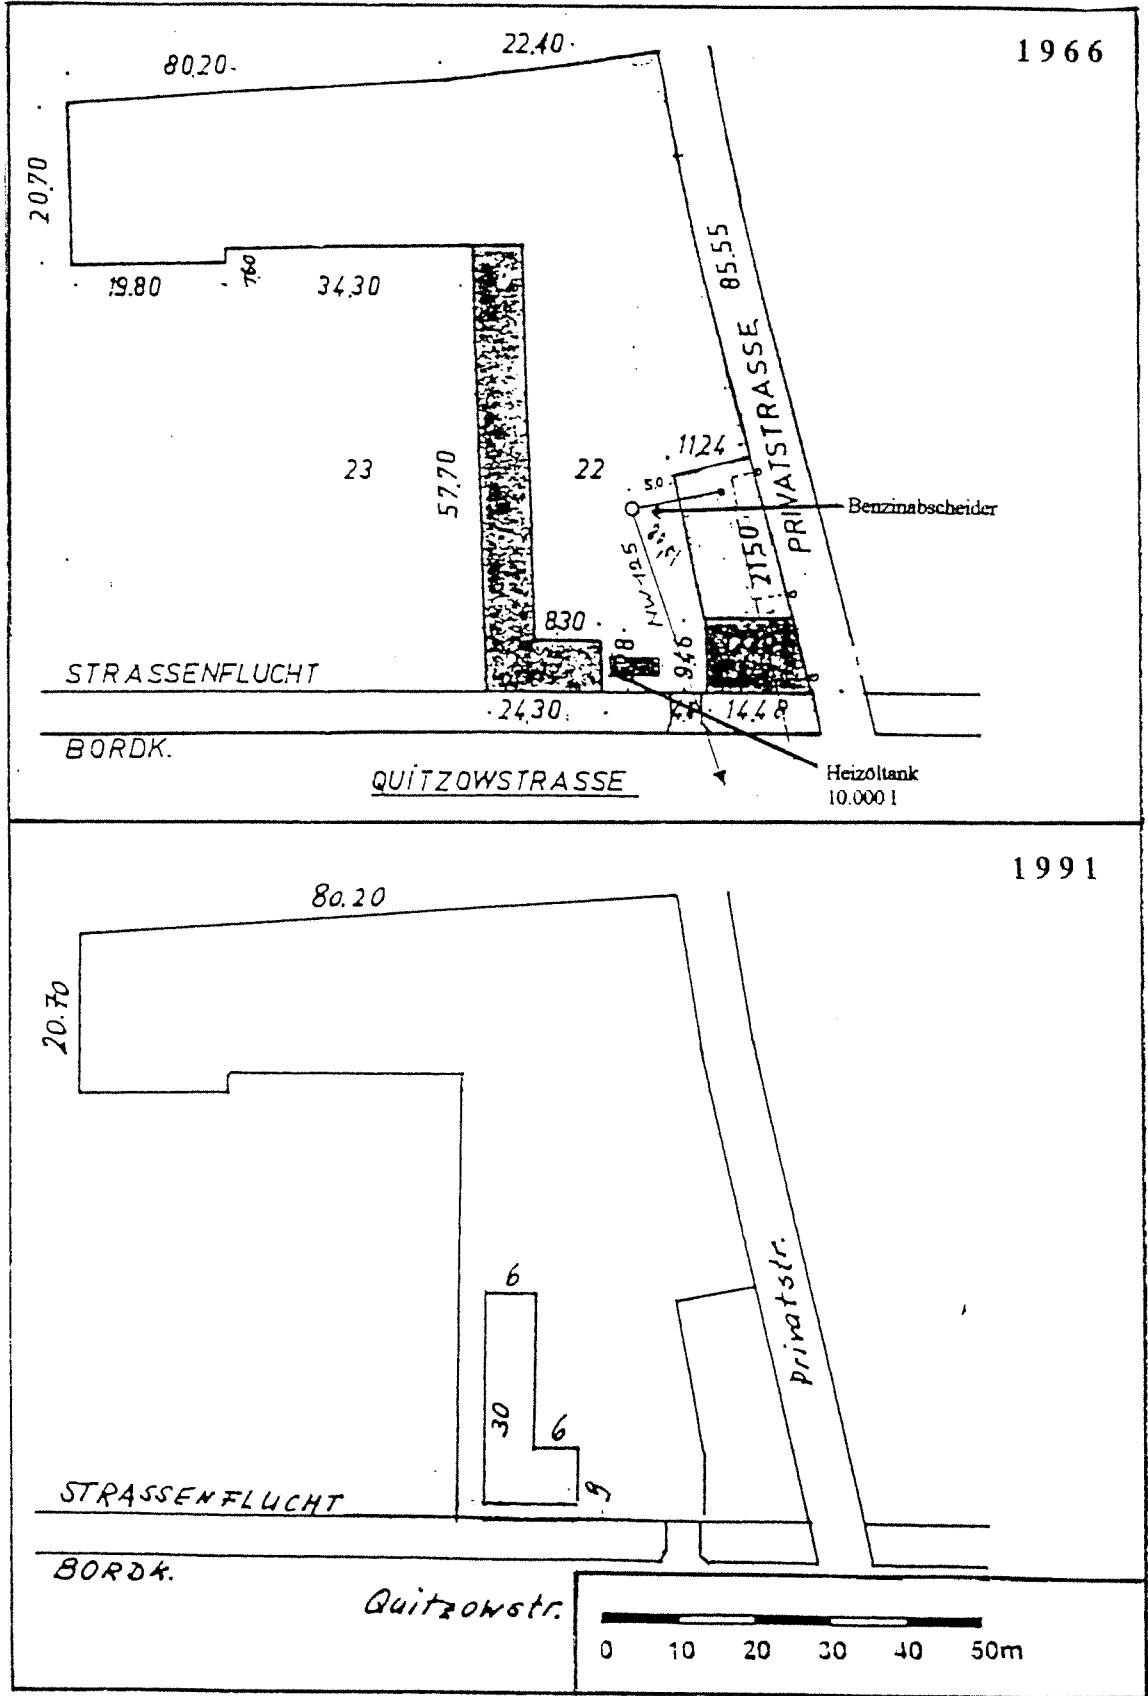 1966
80,20
22,40
20,70
19,80
7,60
34,30
85.55
PRIVATSTRASSE
23
57,70
22
11,24
5.0
Benzinabscheider
NW 125
21,50
8,30
8
9,46
STRASSENFLUCHT
24,30
14,48
BORDK.
QUITZOWSTRASSE
Heizöltank
10.000 l
1991
80.20
20.70
6
30
6
9
privatstr.
STRASSENFLUCHT
BORDK.
Quitzowstr.
0 10 20 30 40 50m